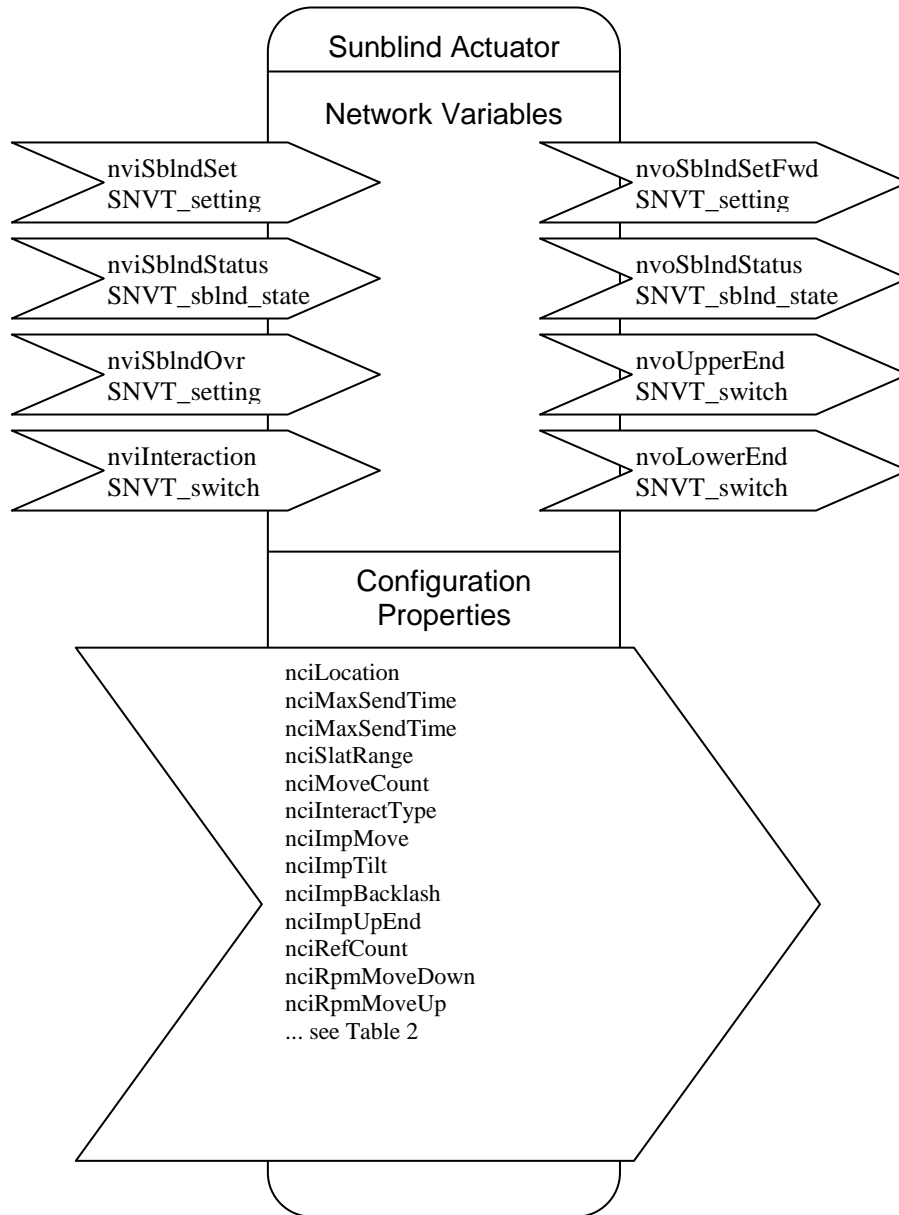 Sunblind Actuator
Network Variables
nviSblndSet
SNVT_setting
nvoSblndSetFwd
SNVT_setting
nviSblndStatus
SNVT_sblnd_state
nvoSblndStatus
SNVT_sblnd_state
nviSblndOvr
SNVT_setting
nvoUpperEnd
SNVT_switch
nviInteraction
SNVT_switch
nvoLowerEnd
SNVT_switch
Configuration
Properties
nciLocation
nciMaxSendTime
nciMaxSendTime
nciSlatRange
nciMoveCount
nciInteractType
nciImpMove
nciImpTilt
nciImpBacklash
nciImpUpEnd
nciRefCount
nciRpmMoveDown
nciRpmMoveUp
... see Table 2